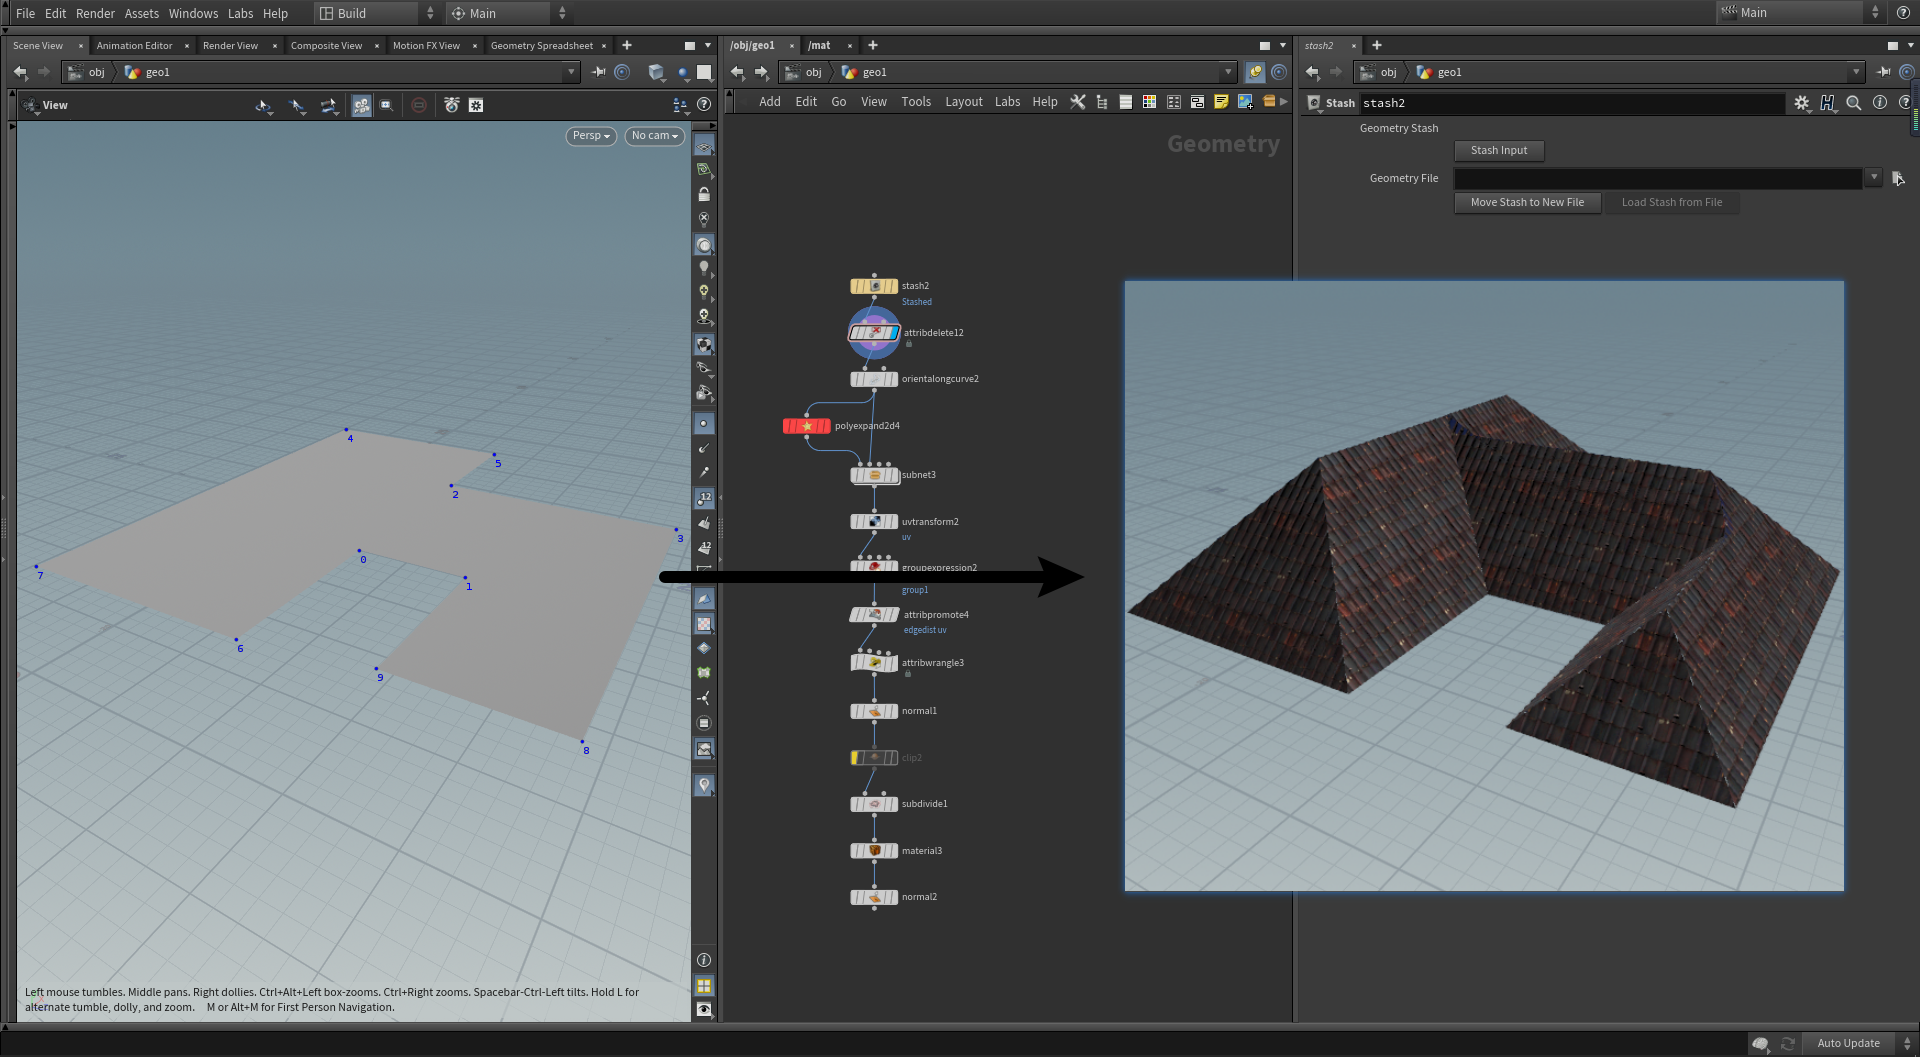 File Edit Render Assets Windows Labs Help Build Main Main
Scene View Animation Editor Render View Composite View Motion FX View Geometry Spreadsheet
obj geo1
View
Persp No cam
4
5
2
3
0
7
1
6
9
8
Left mouse tumbles. Middle pans. Right dollies. Ctrl+Alt+Left box-zooms. Ctrl+Right zooms. Spacebar-Ctrl-Left tilts. Hold L for
alternate tumble, dolly, and zoom. M or Alt+M for First Person Navigation.
12
12
/obj/geo1 /mat
obj geo1
Add Edit Go View Tools Layout Labs Help
Geometry
stash2
Stashed
attribdelete12
orientalongcurve2
polyexpand2d4
subnet3
uvtransform2
uv
groupexpression2
group1
attribpromote4
edgedist uv
attribwrangle3
normal1
clip2
subdivide1
material3
normal2
stash2
obj geo1
Stash stash2
Geometry Stash
Stash Input
Geometry File
Move Stash to New File Load Stash from File
Auto Update